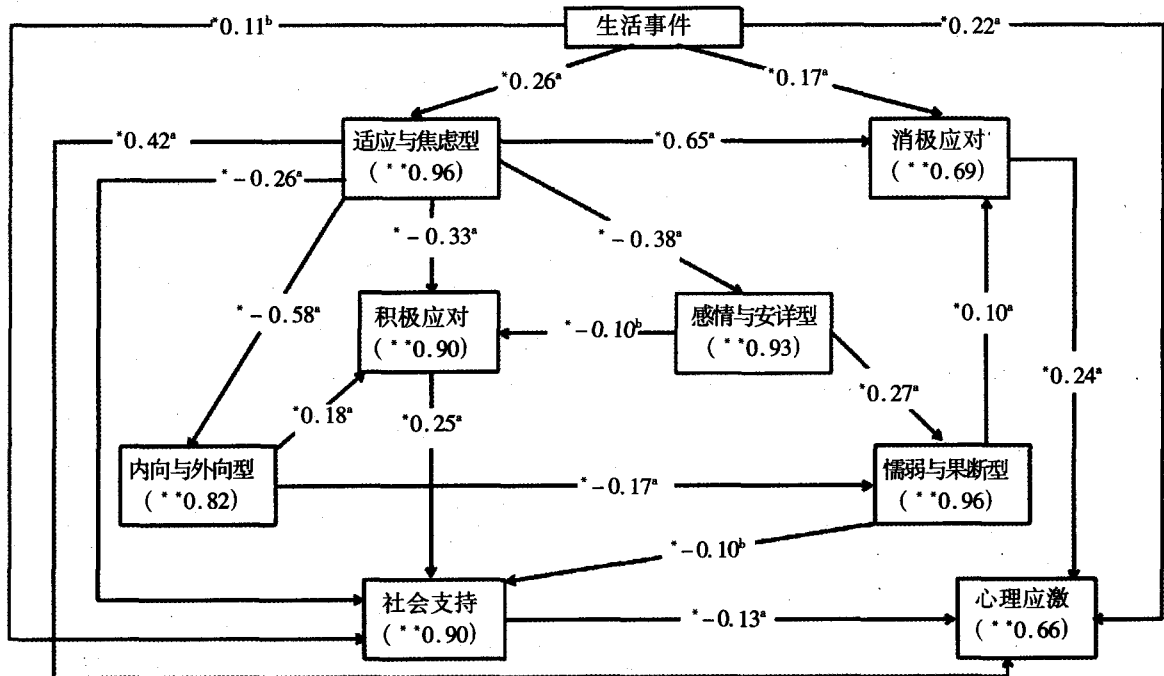 *0.11ᵇ
生活事件
*0.22ᵃ
*0.26ᵃ
*0.17ᵃ
*0.42ᵃ
适应与焦虑型
(**0.96)
*0.65ᵃ
消极应对
(**0.69)
*-0.26ᵃ
*-0.33ᵃ
*-0.38ᵃ
*-0.58ᵃ
积极应对
(**0.90)
*-0.10ᵇ
感情与安详型
(**0.93)
*0.10ᵃ
*0.24ᵃ
*0.18ᵃ
*0.25ᵃ
*0.27ᵃ
内向与外向型
(**0.82)
*-0.17ᵃ
懦弱与果断型
(**0.96)
*-0.10ᵇ
社会支持
(**0.90)
*-0.13ᵃ
心理应激
(**0.66)